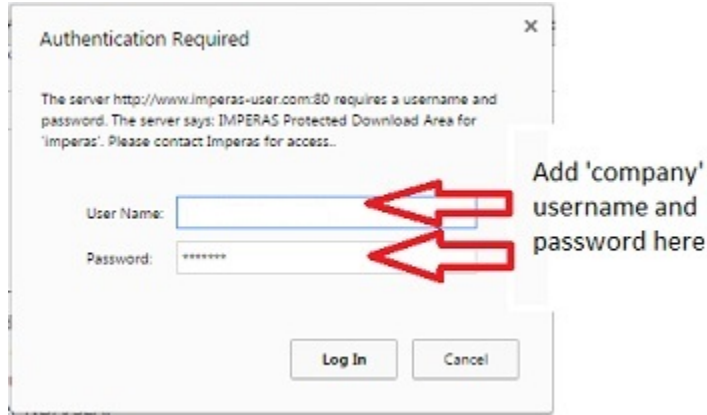 Authentication Required
The server http://www.imperas-user.com:80 requires a username and
password. The server says: IMPERAS Protected Download Area for
'imperas'. Please contact Imperas for access..
User Name:
Password: *******
Add 'company'
username and
password here
Log In Cancel